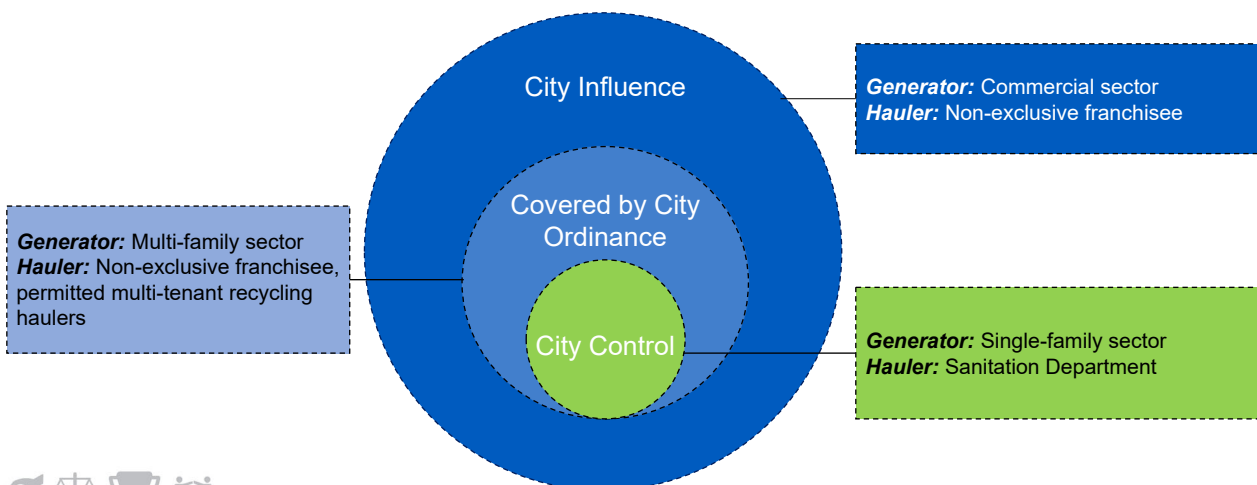 City Influence
Generator: Commercial sector
Hauler: Non-exclusive franchisee
Covered by City
Ordinance
Generator: Multi-family sector
Hauler: Non-exclusive franchisee,
permitted multi-tenant recycling
haulers
City Control
Generator: Single-family sector
Hauler: Sanitation Department